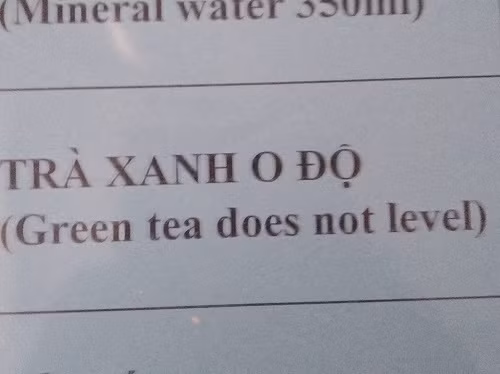 (Mineral water 350ml)
TRÀ XANH O ĐỘ
(Green tea does not level)